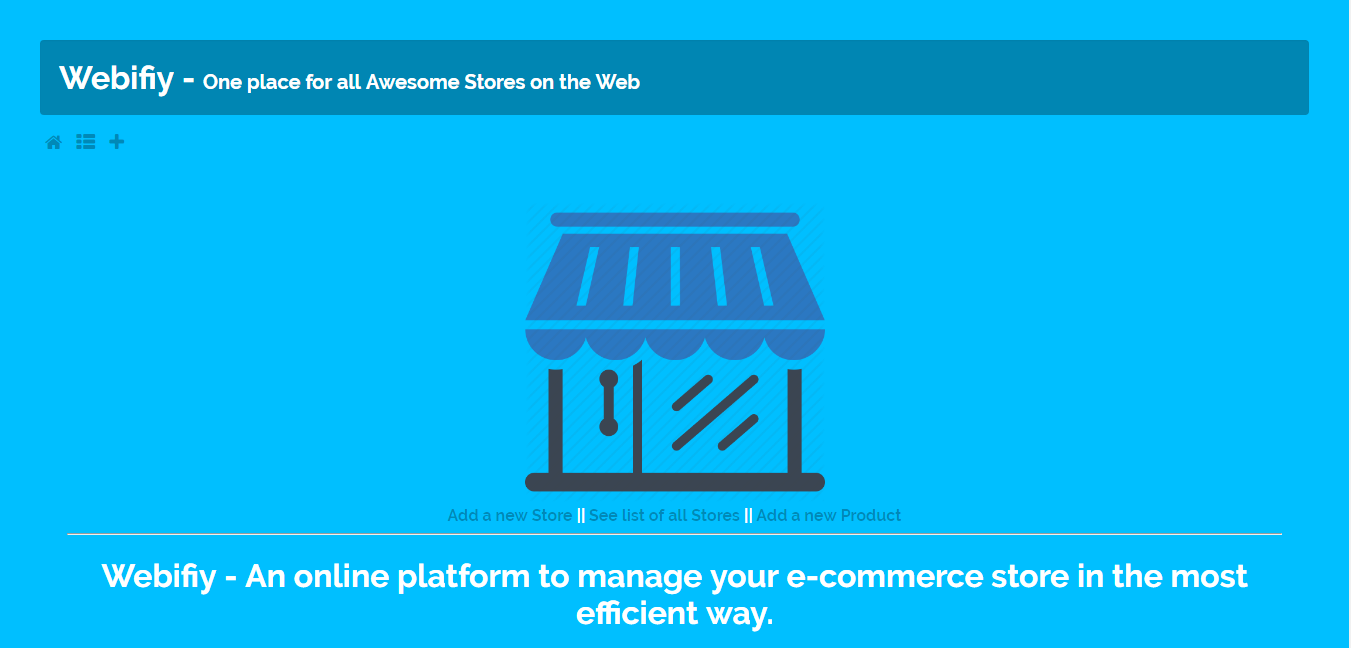 Webifiy - One place for all Awesome Stores on the Web
Add a new Store || See list of all Stores || Add a new Product
Webifiy - An online platform to manage your e-commerce store in the most
efficient way.